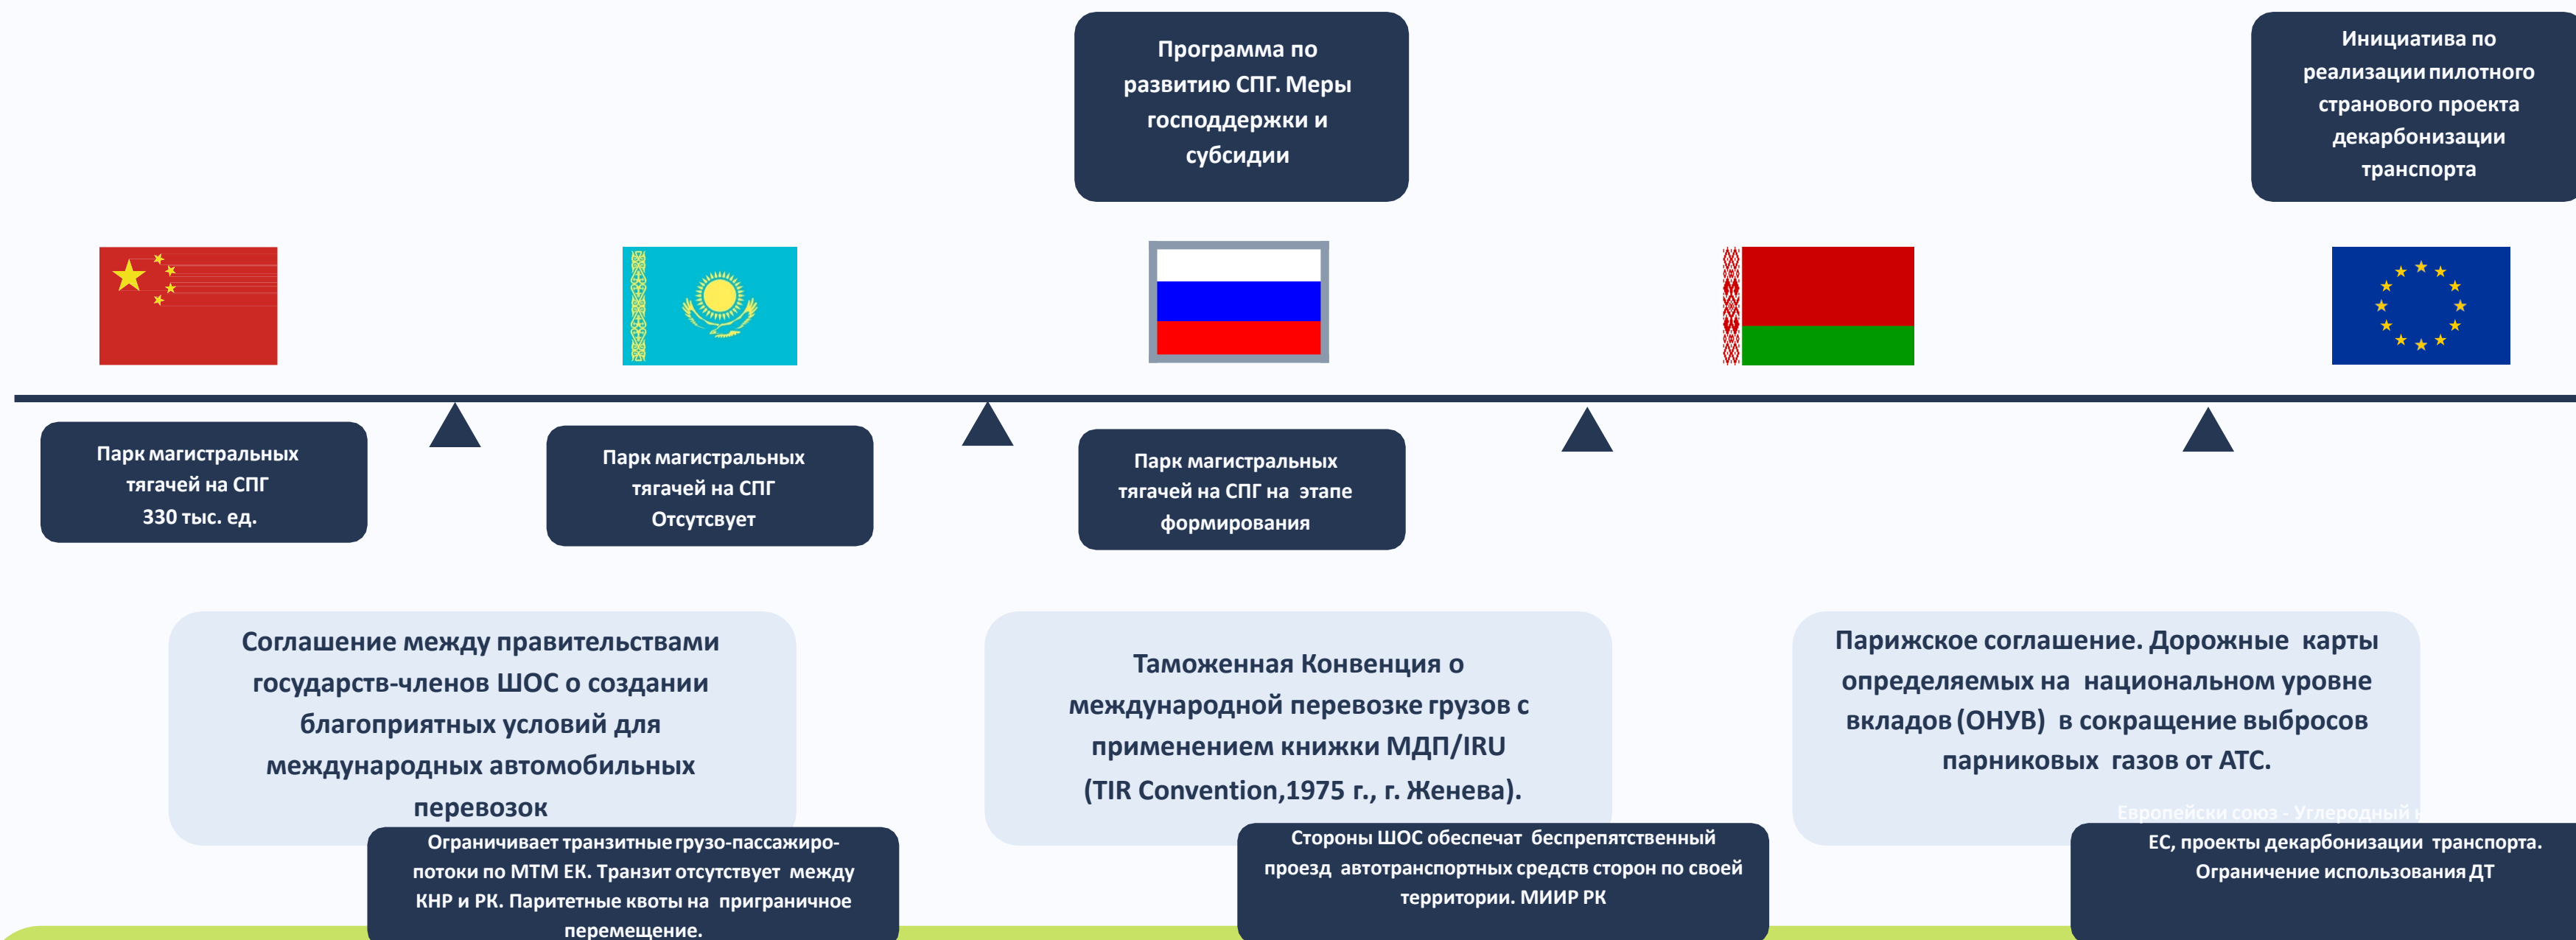 Программа по
развитию СПГ. Меры
господдержки и
субсидии
Инициатива по
реализации пилотного
странового проекта
декарбонизации
транспорта
Парк магистральных
тягачей на СПГ
330 тыс. ед.
Парк магистральных
тягачей на СПГ
Отсутсвует
Парк магистральных
тягачей на СПГ на этапе
формирования
Соглашение между правительствами
государств-членов ШОС о создании
благоприятных условий для
международных автомобильных
перевозок
Таможенная Конвенция о
международной перевозке грузов с
применением книжки МДП/IRU
(TIR Convention,1975 г., г. Женева).
Парижское соглашение. Дорожные карты
определяемых на национальном уровне
вкладов (ОНУВ) в сокращение выбросов
парниковых газов от АТС.
Ограничивает транзитные грузо-пассажиро-
потоки по МТМ ЕК. Транзит отсутствует между
КНР и РК. Паритетные квоты на приграничное
перемещение.
Стороны ШОС обеспечат беспрепятственный
проезд автотранспортных средств сторон по своей
территории. МИИР РК
Европейски союз - Углеродный
ЕС, проекты декарбонизации транспорта.
Ограничение использования ДТ